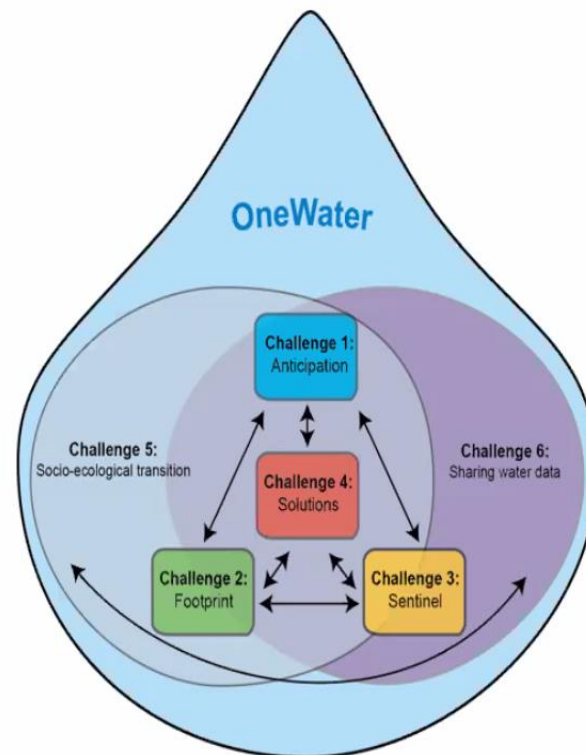 OneWater
Challenge 1:
Anticipation
Challenge 5:
Socio-ecological transition
Challenge 6:
Sharing water data
Challenge 4:
Solutions
Challenge 2:
Footprint
Challenge 3:
Sentinel